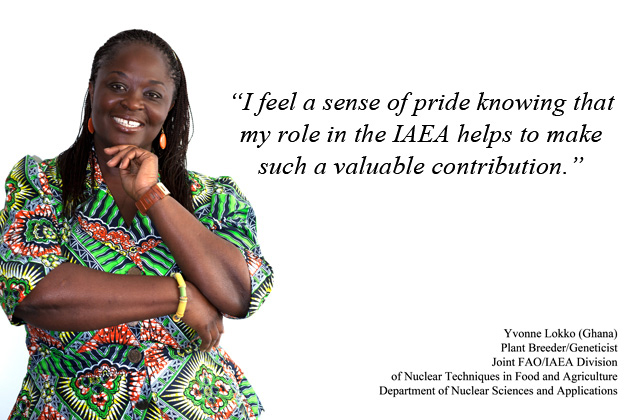 “I feel a sense of pride knowing that
my role in the IAEA helps to make
such a valuable contribution.”
Yvonne Lokko (Ghana)
Plant Breeder/Geneticist
Joint FAO/IAEA Division
of Nuclear Techniques in Food and Agriculture
Department of Nuclear Sciences and Applications